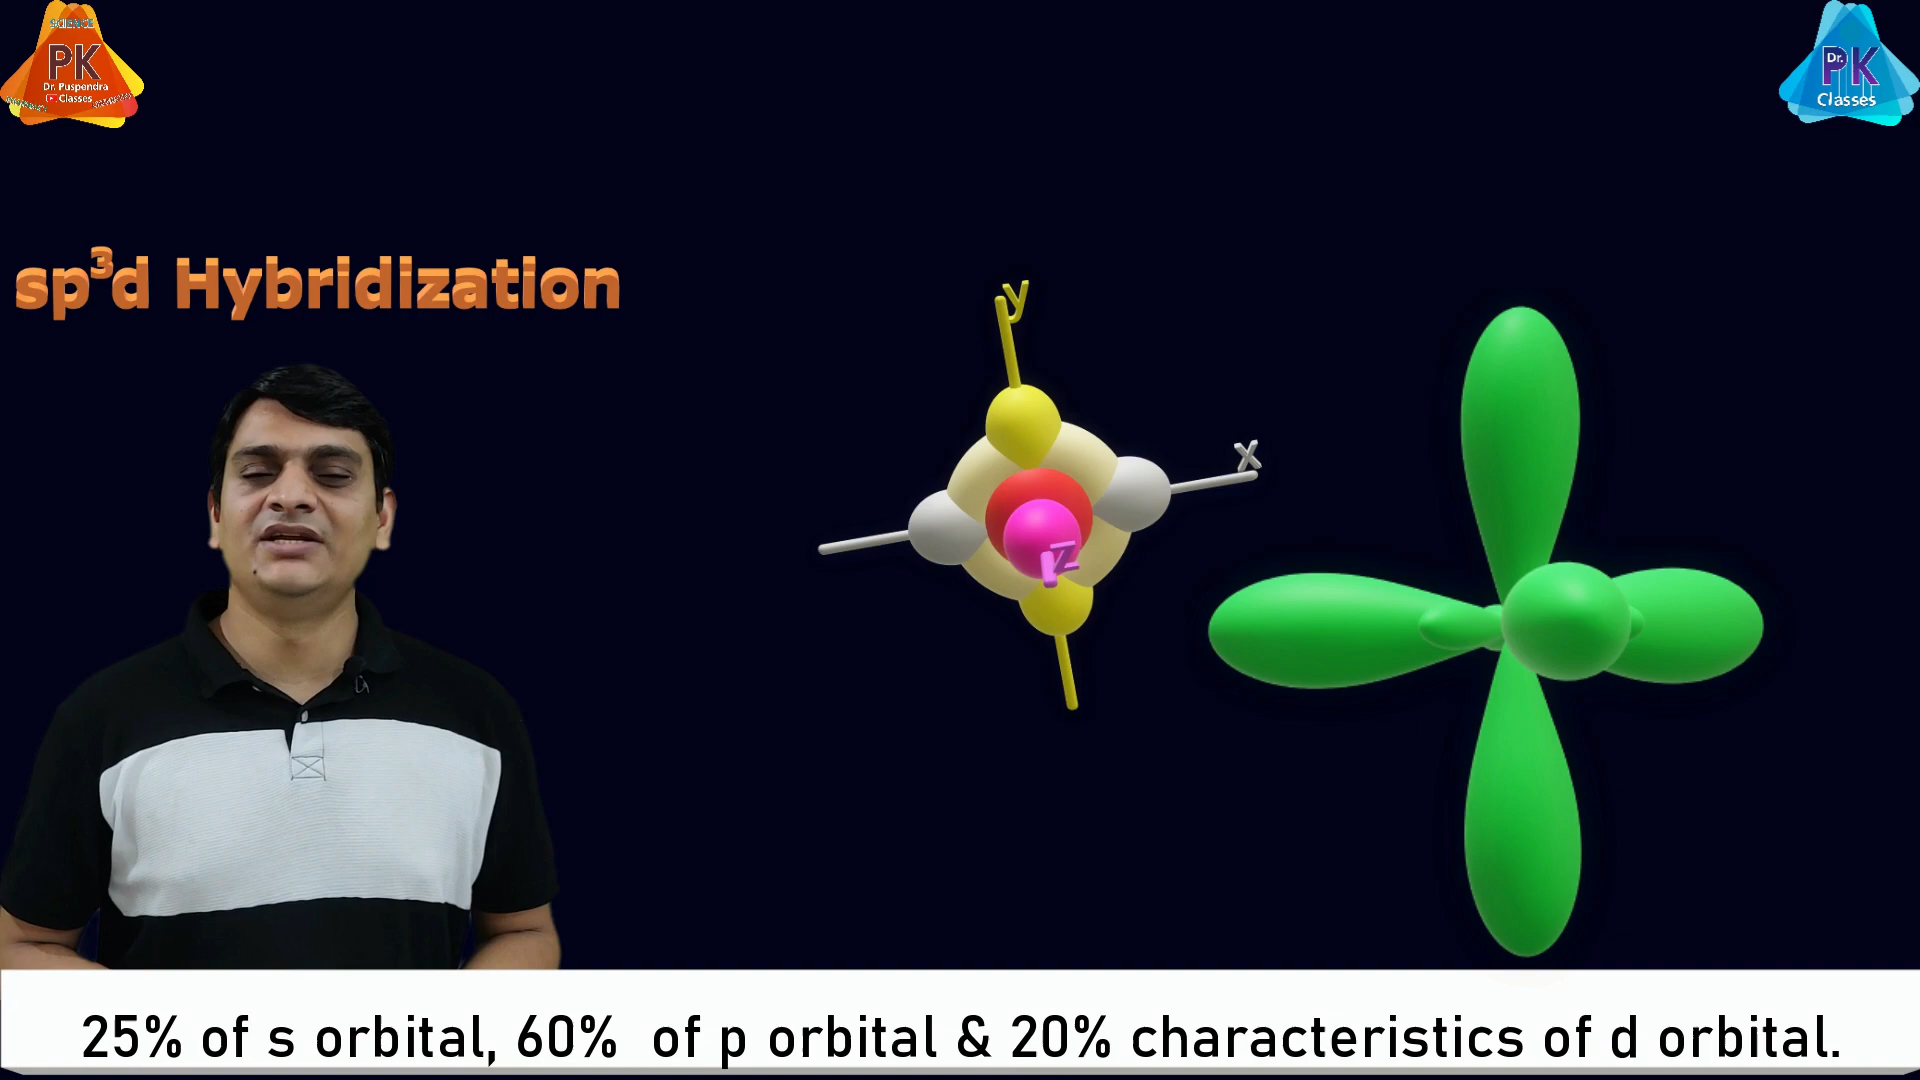 SCIENCE
PK
Dr. Puspendra
Classes
Dr.
PK
Classes
sp³d Hybridization
y
x
z
25% of s orbital, 60% of p orbital & 20% characteristics of d orbital.